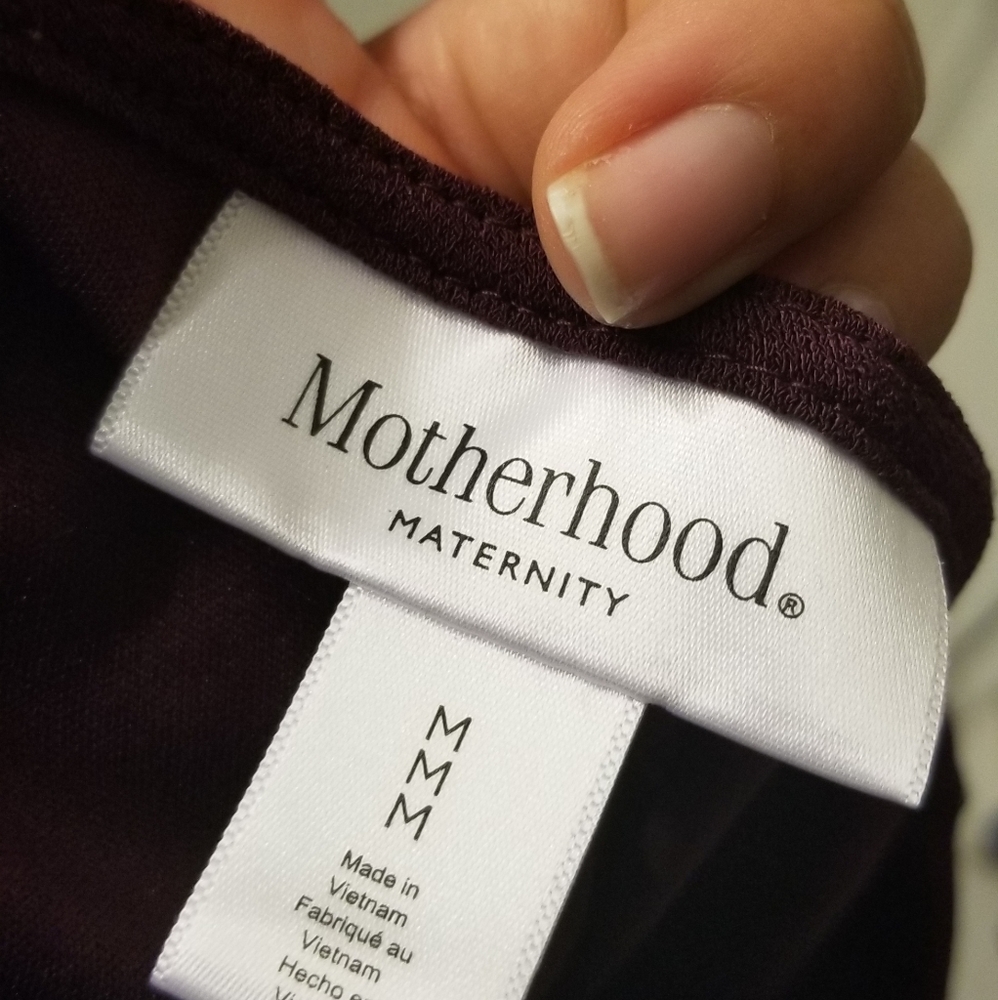 Motherhood®
MATERNITY
M
M
M
Made in
Vietnam
Fabriqué au
Vietnam
Hecho